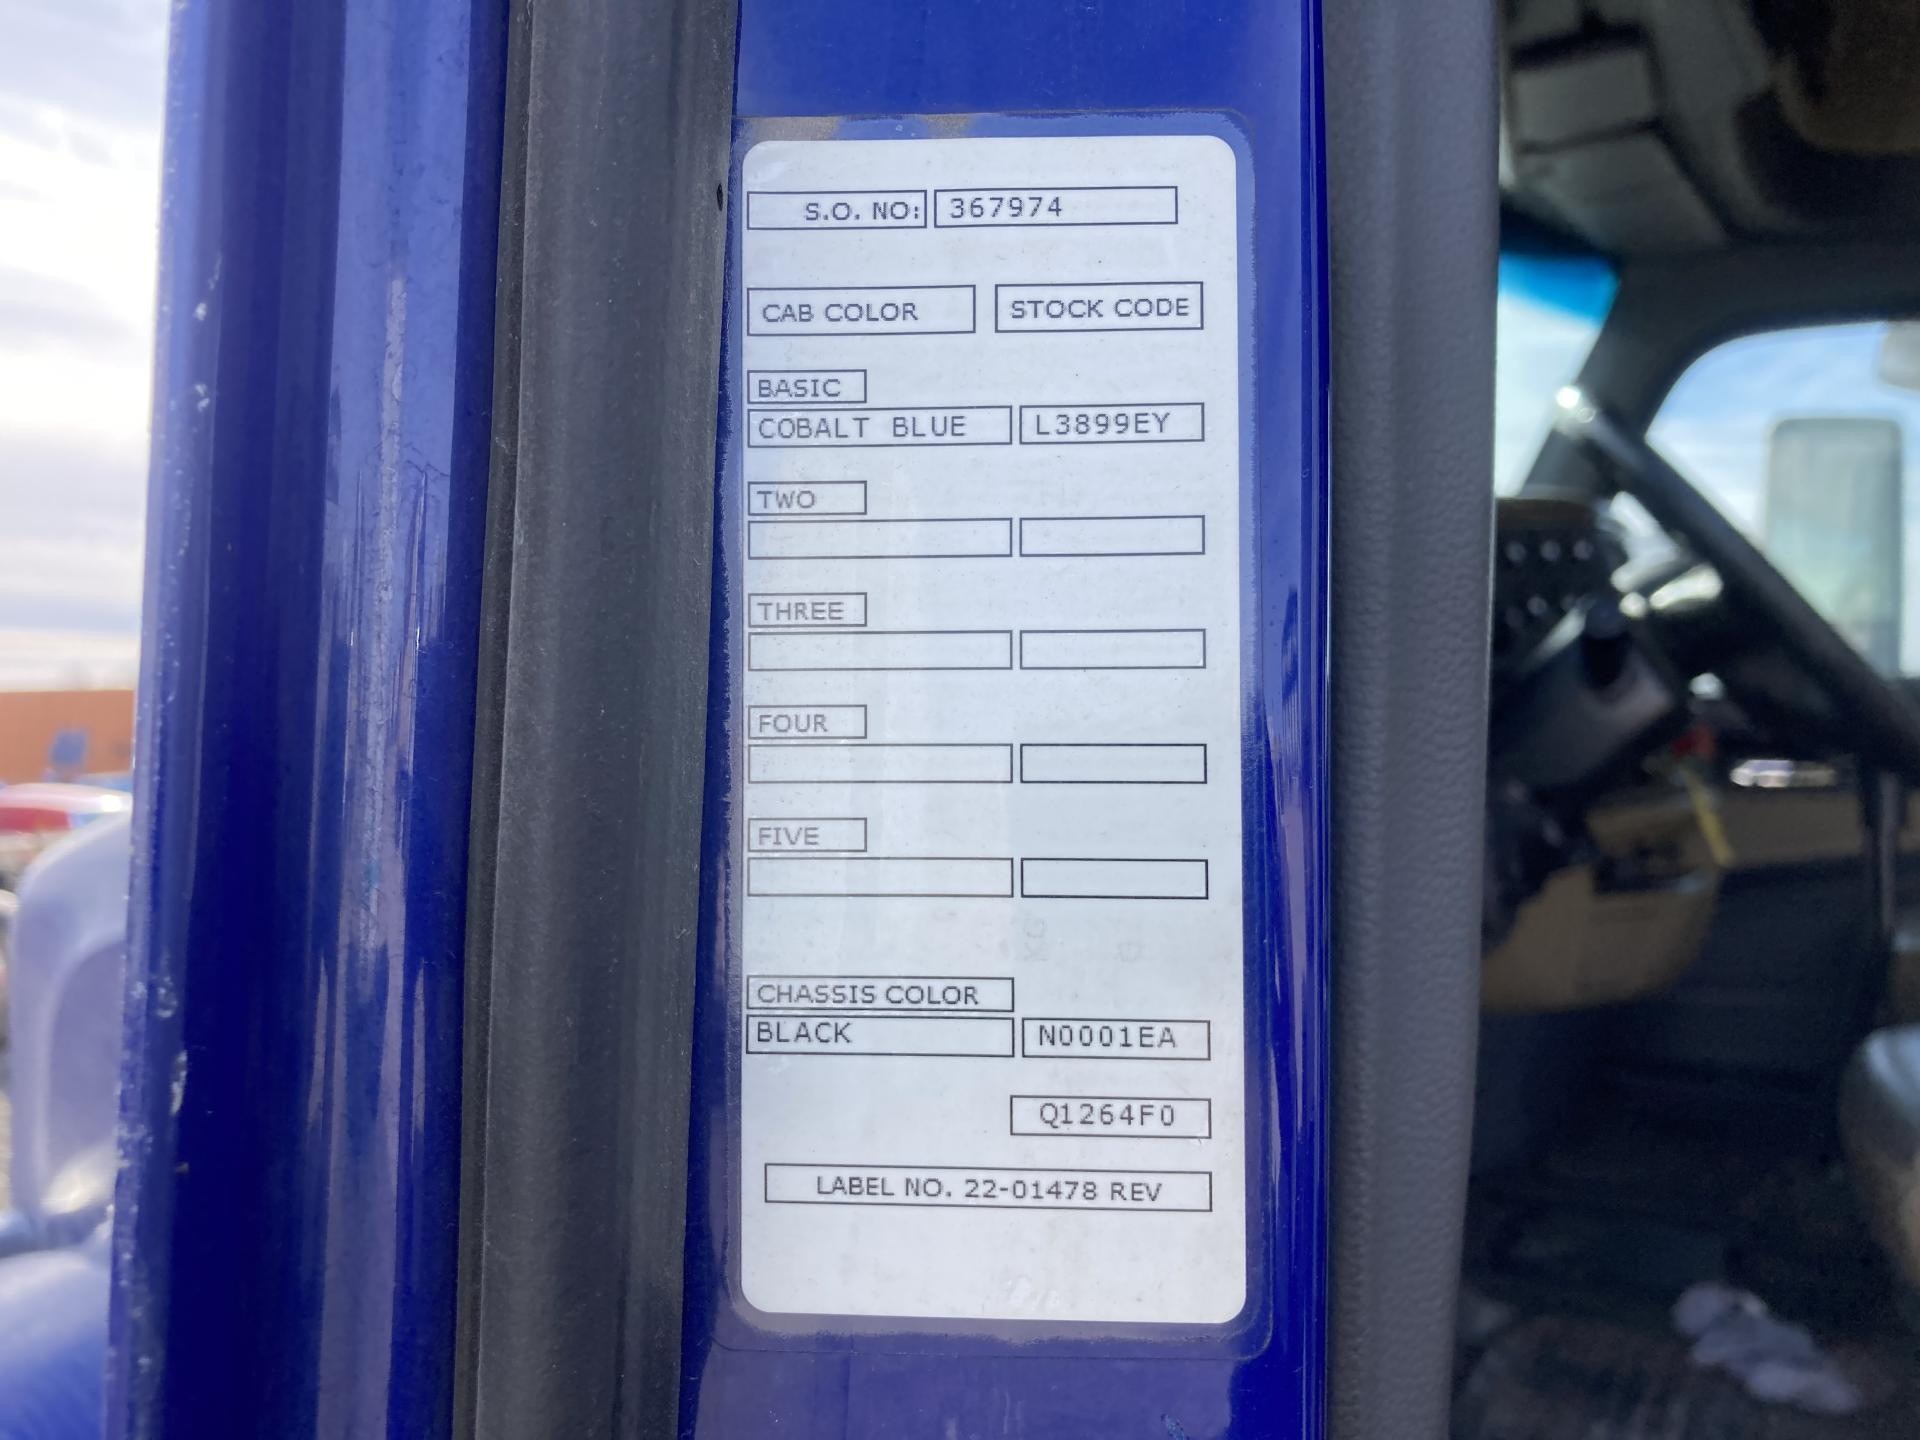 S.O. NO: 367974
CAB COLOR STOCK CODE
BASIC
COBALT BLUE L3899EY
TWO
THREE
FOUR
FIVE
CHASSIS COLOR
BLACK N0001EA
Q1264F0
LABEL NO. 22-01478 REV